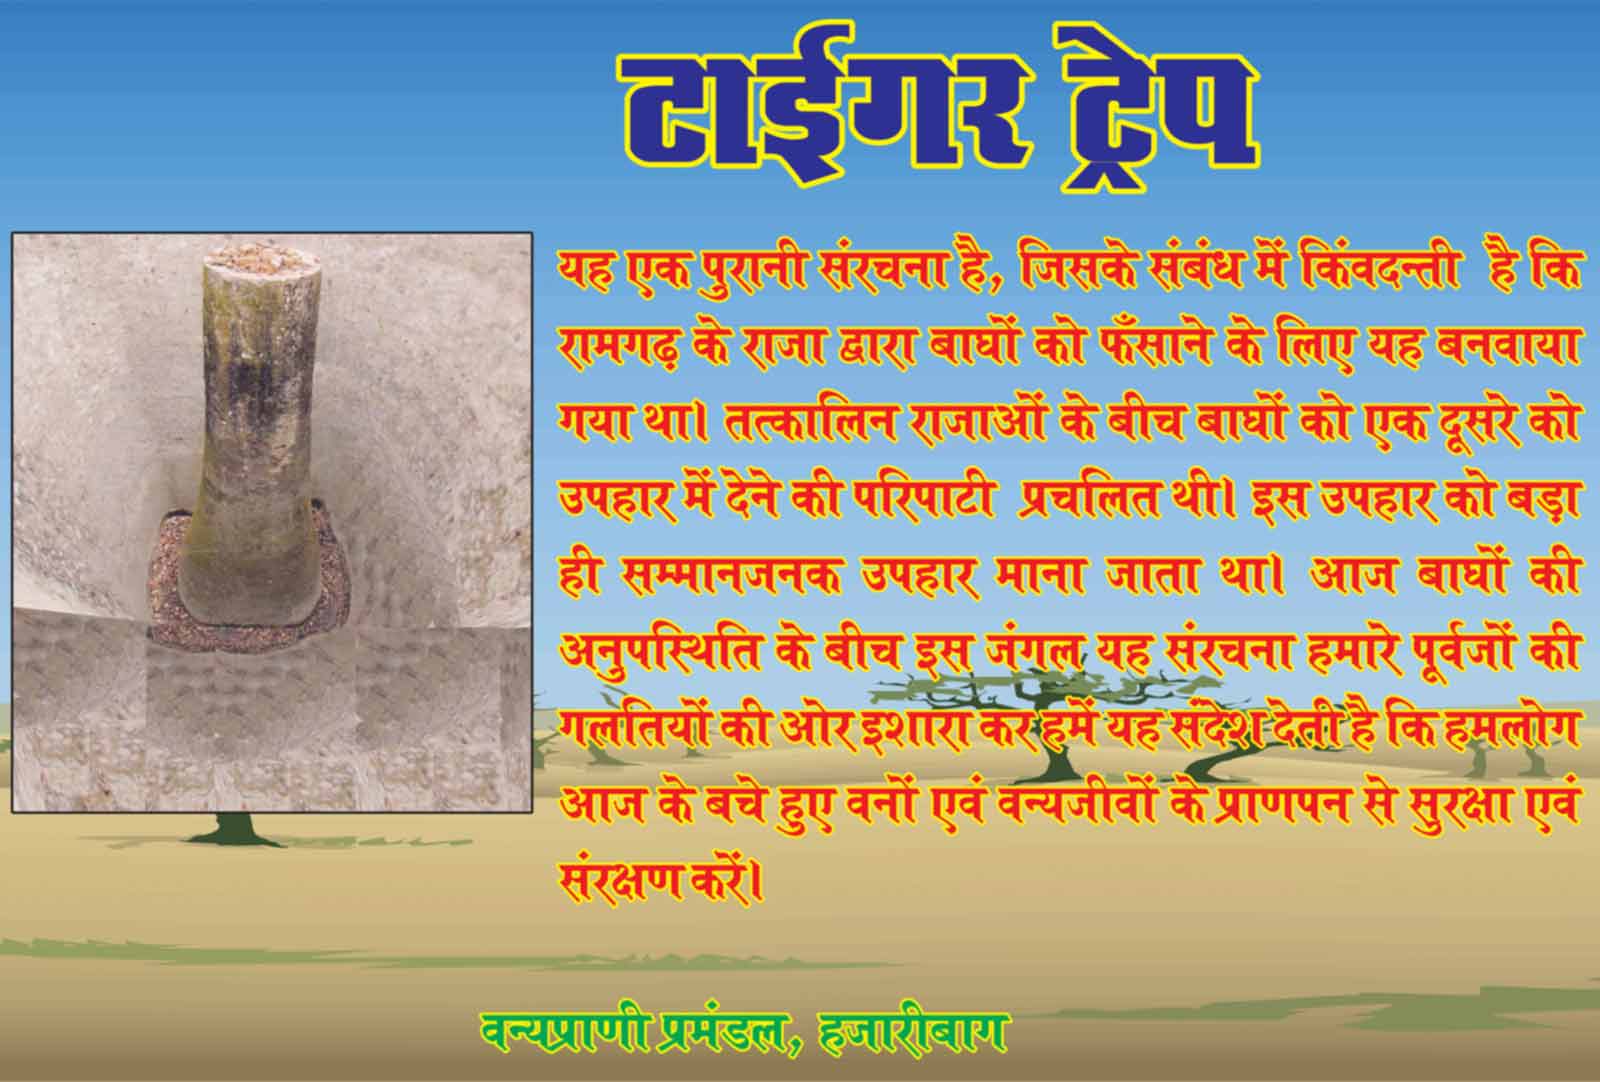 टाईगर ट्रेप
यह एक पुरानी संरचना है, जिसके संबंध में किंवदन्ती है कि
रामगढ़ के राजा द्वारा बाघों को फँसाने के लिए यह बनवाया
गया था। तत्कालिन राजाओं के बीच बाघों को एक दूसरे को
उपहार में देने की परिपाटी प्रचलित थी। इस उपहार को बड़ा
ही सम्मानजनक उपहार माना जाता था। आज बाघों की
अनुपस्थिति के बीच इस जंगल यह संरचना हमारे पूर्वजों की
गलतियों की ओर इशारा कर हमें यह संदेश देती है कि हमलोग
आज के बचे हुए वनों एवं वन्यजीवों के प्राणपन से सुरक्षा एवं
संरक्षण करें।
वन्यप्राणी प्रमंडल, हजारीबाग